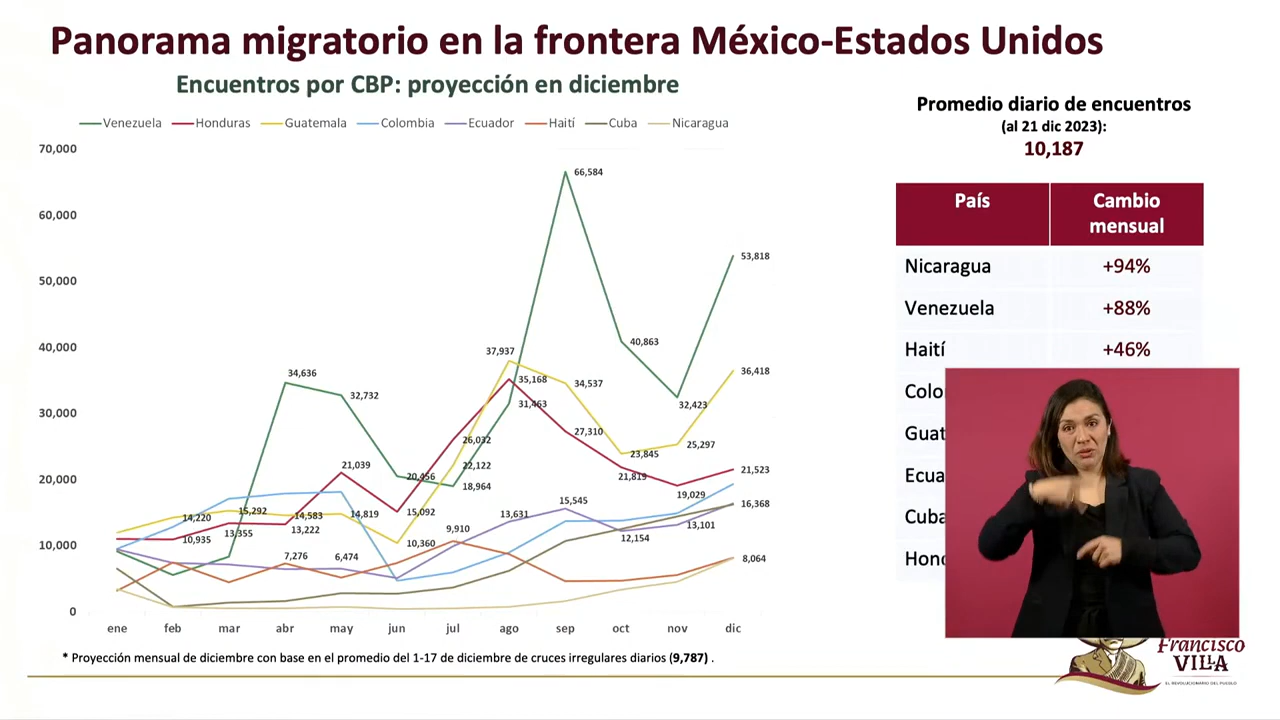 Panorama migratorio en la frontera México-Estados Unidos
Encuentros por CBP: proyección en diciembre
Venezuela Honduras Guatemala Colombia Ecuador Haití Cuba Nicaragua
70,000
60,000
50,000
40,000
30,000
20,000
10,000
0
66,584
53,818
40,863
37,937
36,418
35,168
34,636
34,537
32,732
32,423
31,463
27,310
26,032
25,297
23,845
22,122
21,819
21,523
21,039
20,456
19,029
18,964
16,368
15,545
15,292
15,092
14,819
14,583
14,220
13,631
13,355
13,222
13,101
12,154
10,935
10,360
9,910
8,064
7,276
6,474
ene feb mar abr may jun jul ago sep oct nov dic
* Proyección mensual de diciembre con base en el promedio del 1-17 de diciembre de cruces irregulares diarios (9,787) .
Promedio diario de encuentros
(al 21 dic 2023):
10,187
País Cambio mensual
Nicaragua +94%
Venezuela +88%
Haití +46%
Colo
Guat
Ecua
Cuba
Hond
Francisco
VILLA
EL REVOLUCIONARIO DEL PUEBLO